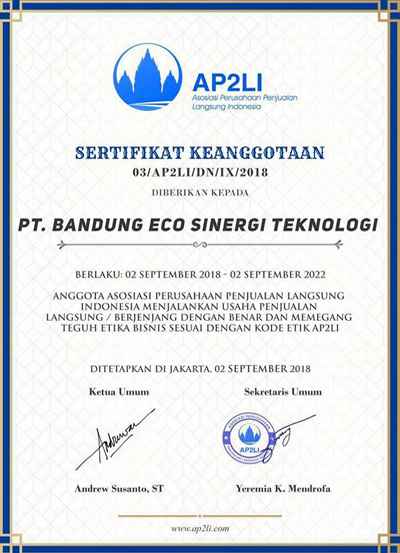 AP2LI
Asosiasi Perusahaan Penjualan
Langsung Indonesia
SERTIFIKAT KEANGGOTAAN
03/AP2LI/DN/IX/2018
DIBERIKAN KEPADA
PT. BANDUNG ECO SINERGI TEKNOLOGI
BERLAKU: 02 SEPTEMBER 2018 - 02 SEPTEMBER 2022
ANGGOTA ASOSIASI PERUSAHAAN PENJUALAN LANGSUNG
INDONESIA MENJALANKAN USAHA PENJUALAN
LANGSUNG / BERJENJANG DENGAN BENAR DAN MEMEGANG
TEGUH ETIKA BISNIS SESUAI DENGAN KODE ETIK AP2LI
DITETAPKAN DI JAKARTA, 02 SEPTEMBER 2018
Ketua Umum
Sekretaris Umum
AP2LI
Andrew Susanto, ST
Yeremia K. Mendrofa
www.ap2li.com